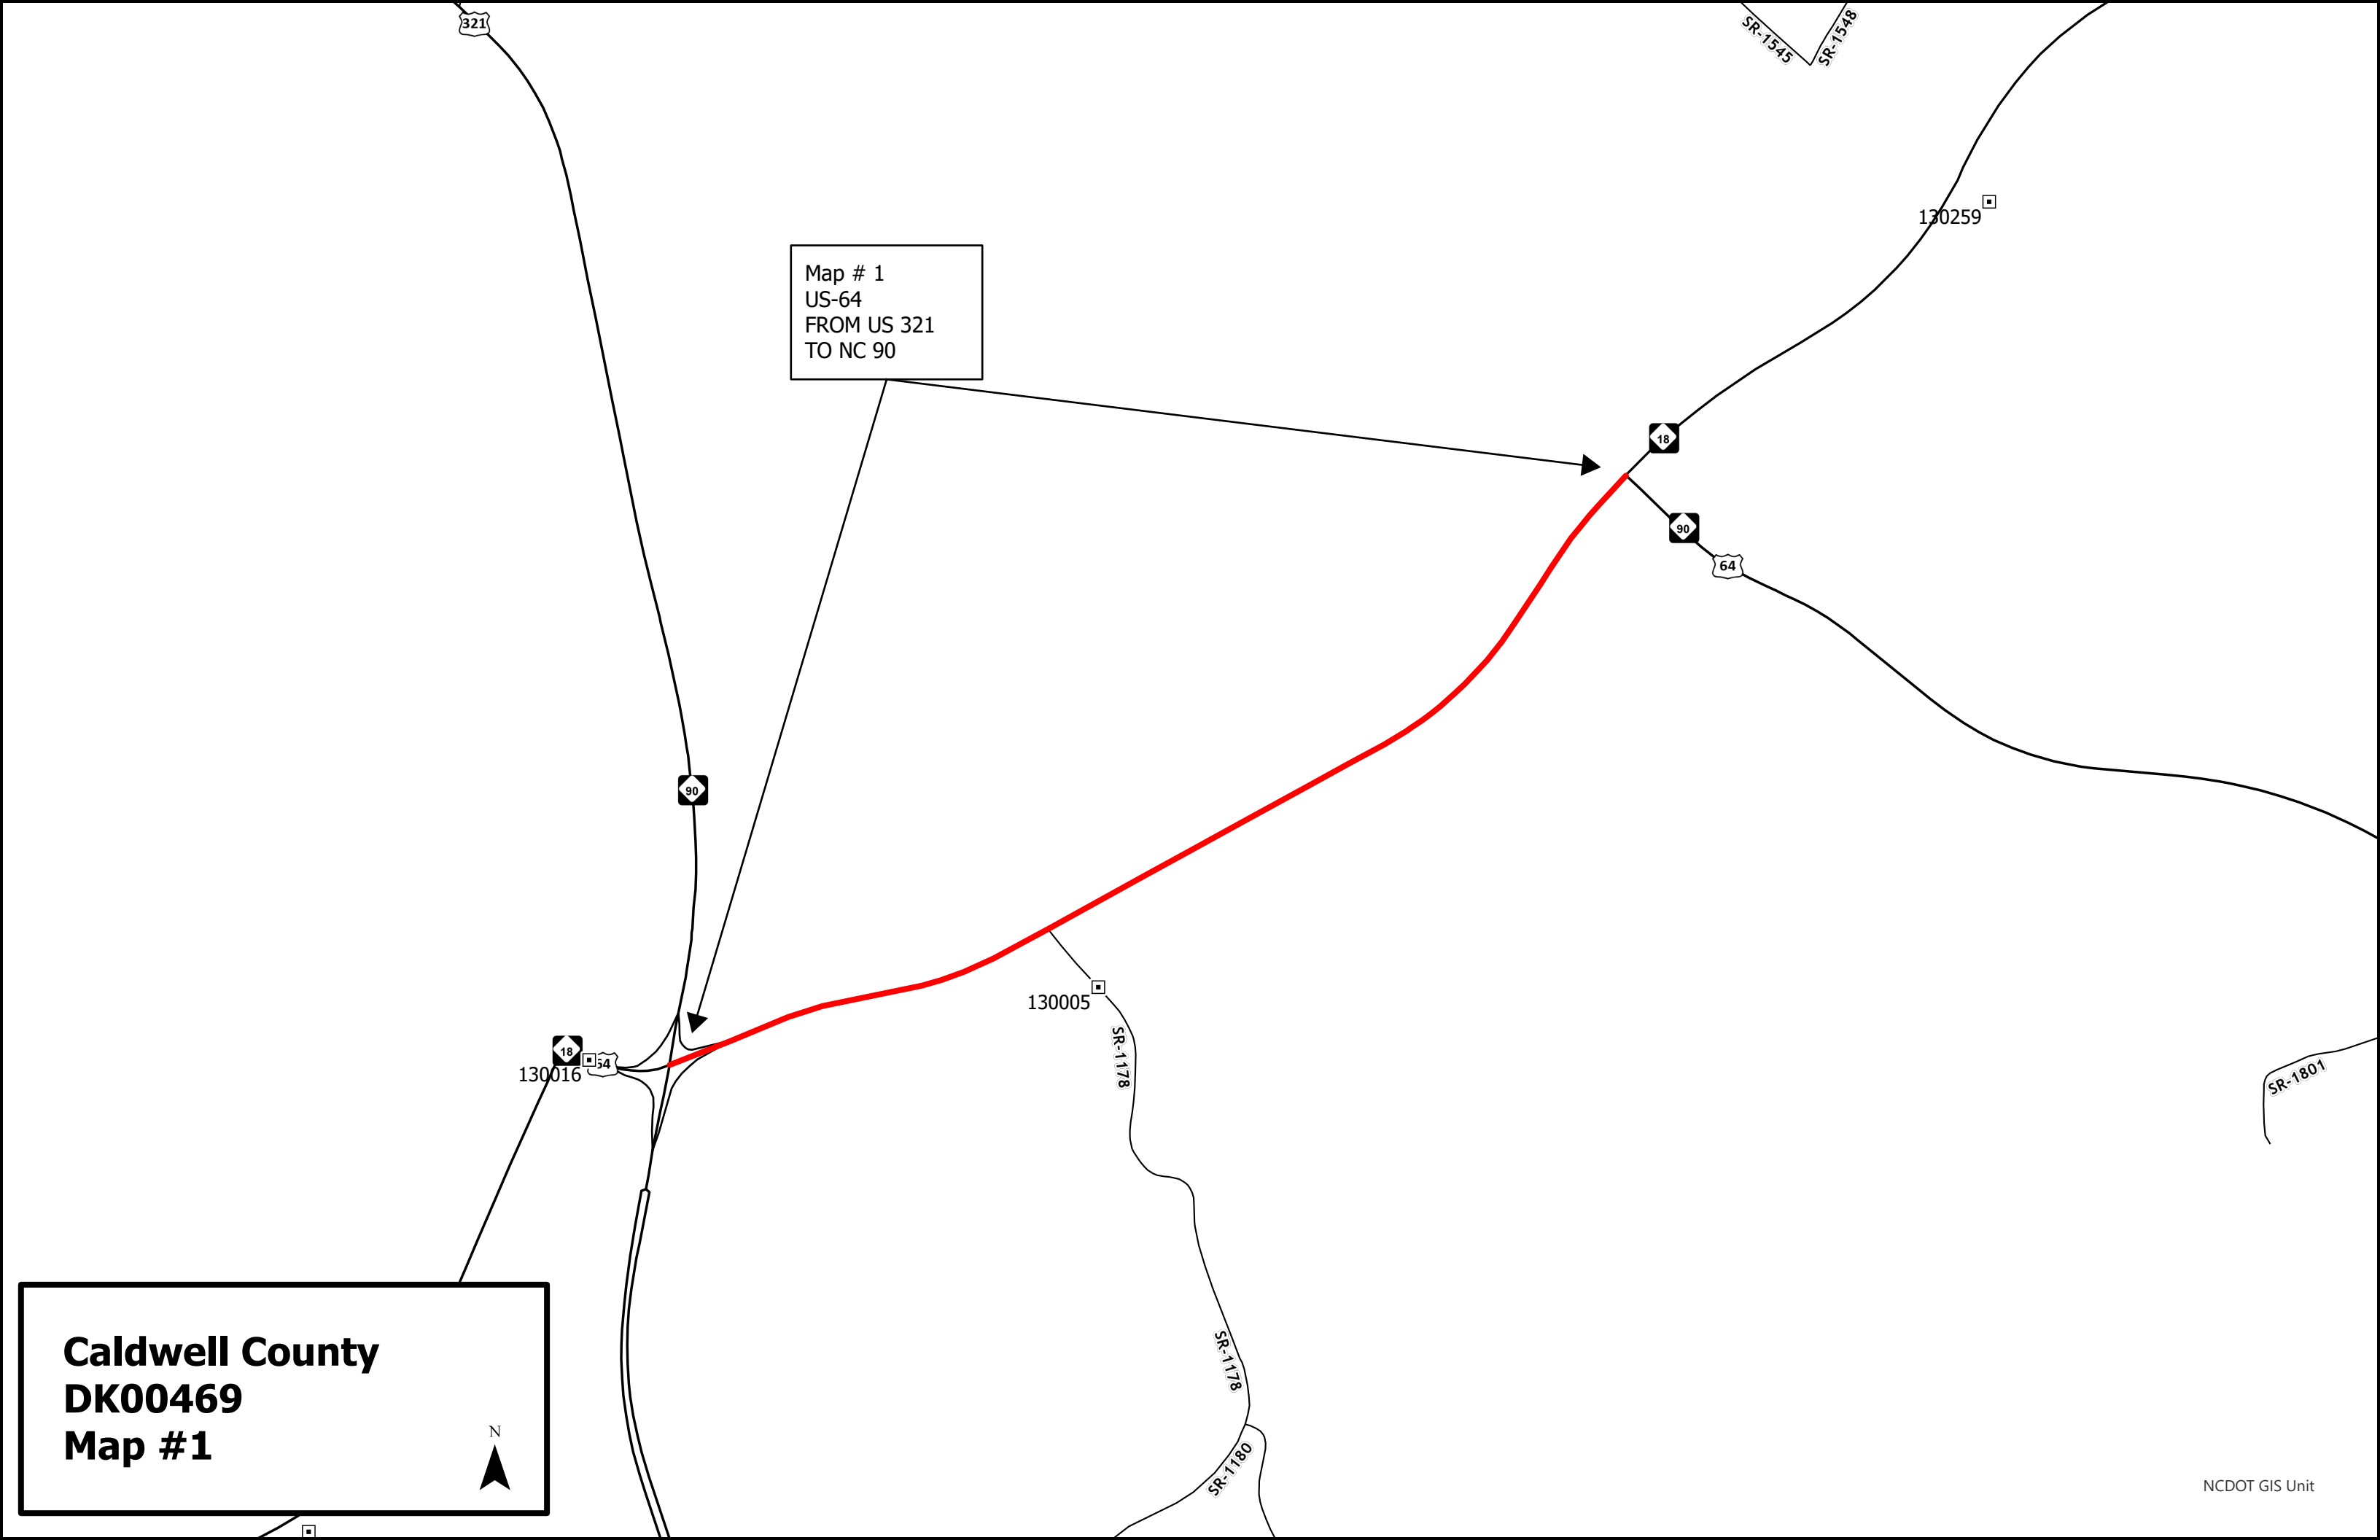 321
SR-1545
SR-1548
130259
Map # 1
US-64
FROM US 321
TO NC 90
18
90
64
90
130005
SR-1178
18
64
130016
SR-1801
SR-1178
SR-1180
Caldwell County
DK00469
Map #1
N
NCDOT GIS Unit